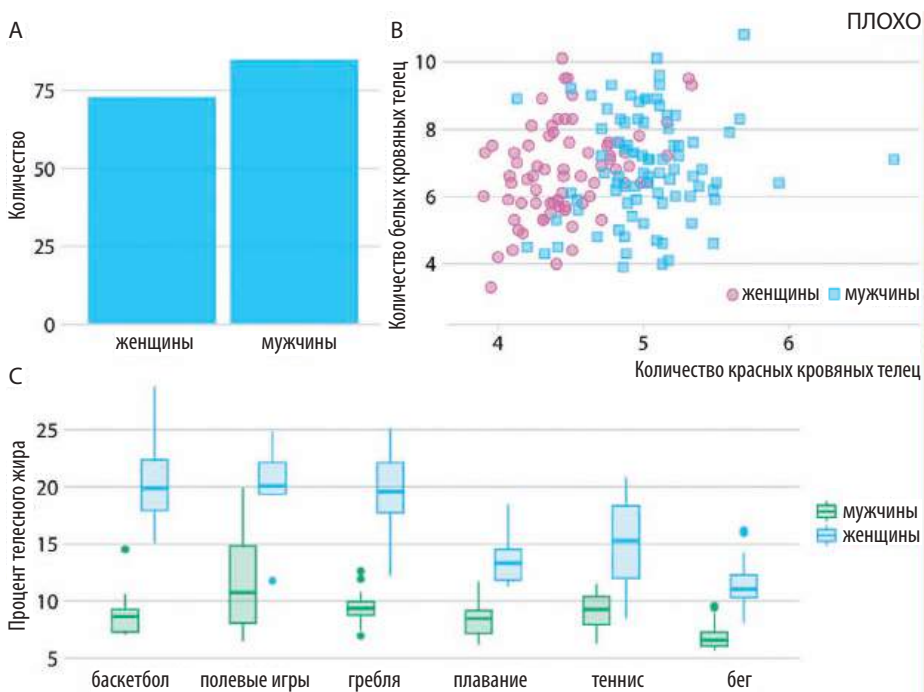 ПЛОХО
A
Количество
75
50
25
0
женщины
мужчины
B
Количество белых кровяных телец
10
8
6
4
женщины
мужчины
4
5
6
Количество красных кровяных телец
C
Процент телесного жира
25
20
15
10
5
мужчины
женщины
баскетбол
полевые игры
гребля
плавание
теннис
бег